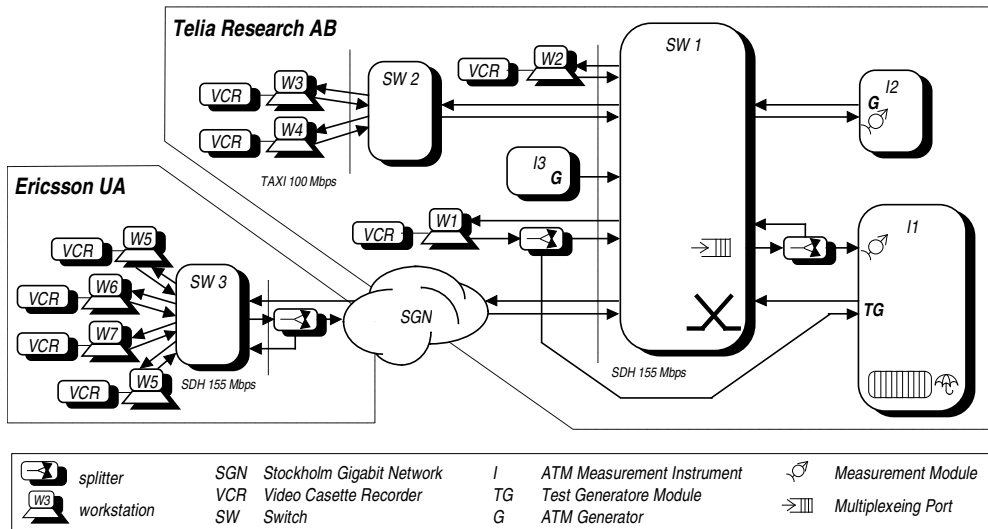 Telia Research AB
SW 1
VCR
W2
SW 2
VCR
W3
I2
G
VCR
W4
I3
G
TAXI 100 Mbps
Ericsson UA
VCR
W1
I1
VCR
W5
SW 3
VCR
W6
SGN
TG
VCR
W7
SDH 155 Mbps
SDH 155 Mbps
VCR
W5
splitter
SGN Stockholm Gigabit Network
I ATM Measurement Instrument
Measurement Module
W3
workstation
VCR Video Casette Recorder
TG Test Generatore Module
Multiplexeing Port
SW Switch
G ATM Generator